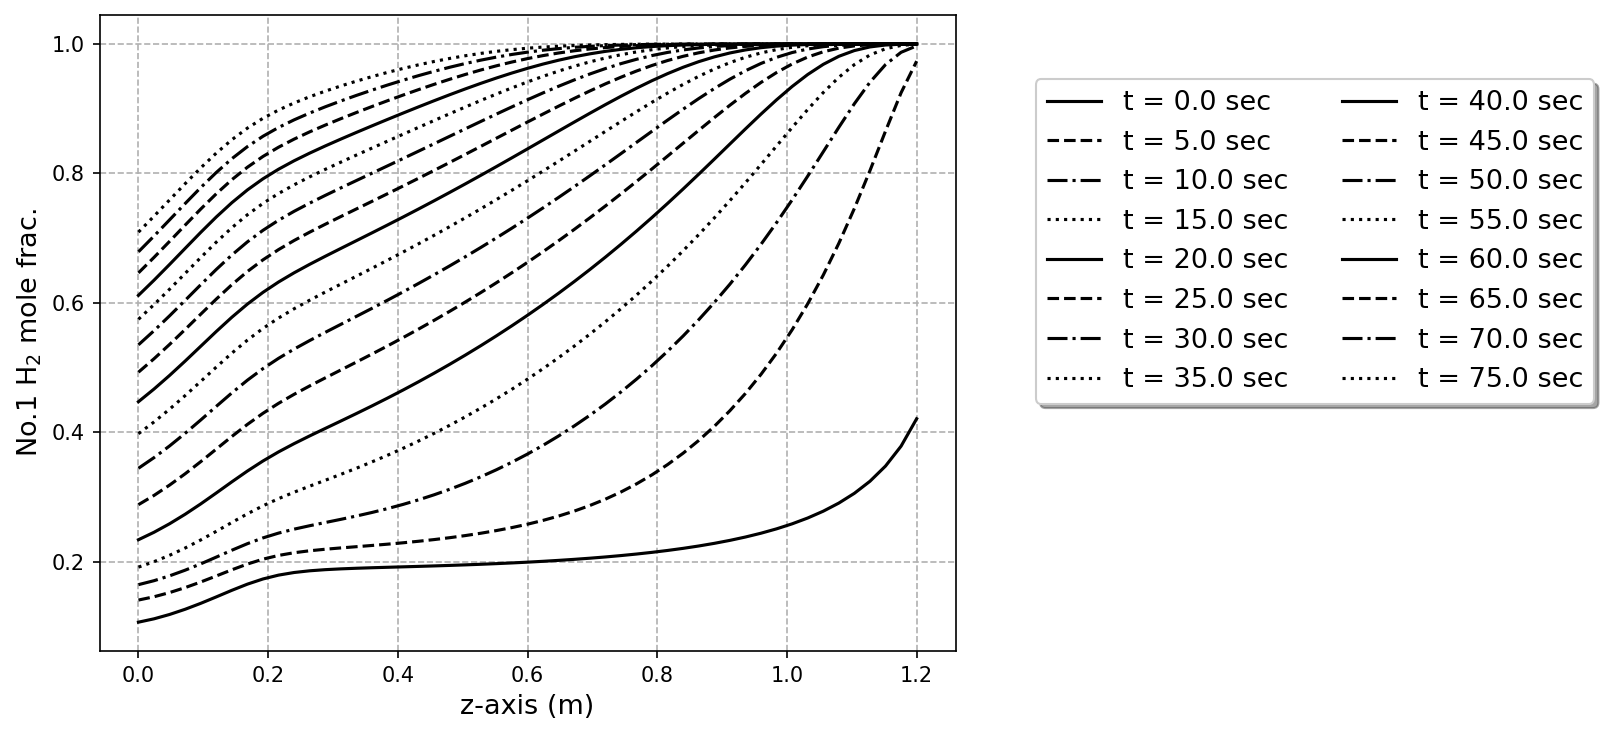 No.1 H₂ mole frac.
1.0
0.8
0.6
0.4
0.2
0.0 0.2 0.4 0.6 0.8 1.0 1.2
z-axis (m)
t = 0.0 sec
t = 5.0 sec
t = 10.0 sec
t = 15.0 sec
t = 20.0 sec
t = 25.0 sec
t = 30.0 sec
t = 35.0 sec
t = 40.0 sec
t = 45.0 sec
t = 50.0 sec
t = 55.0 sec
t = 60.0 sec
t = 65.0 sec
t = 70.0 sec
t = 75.0 sec